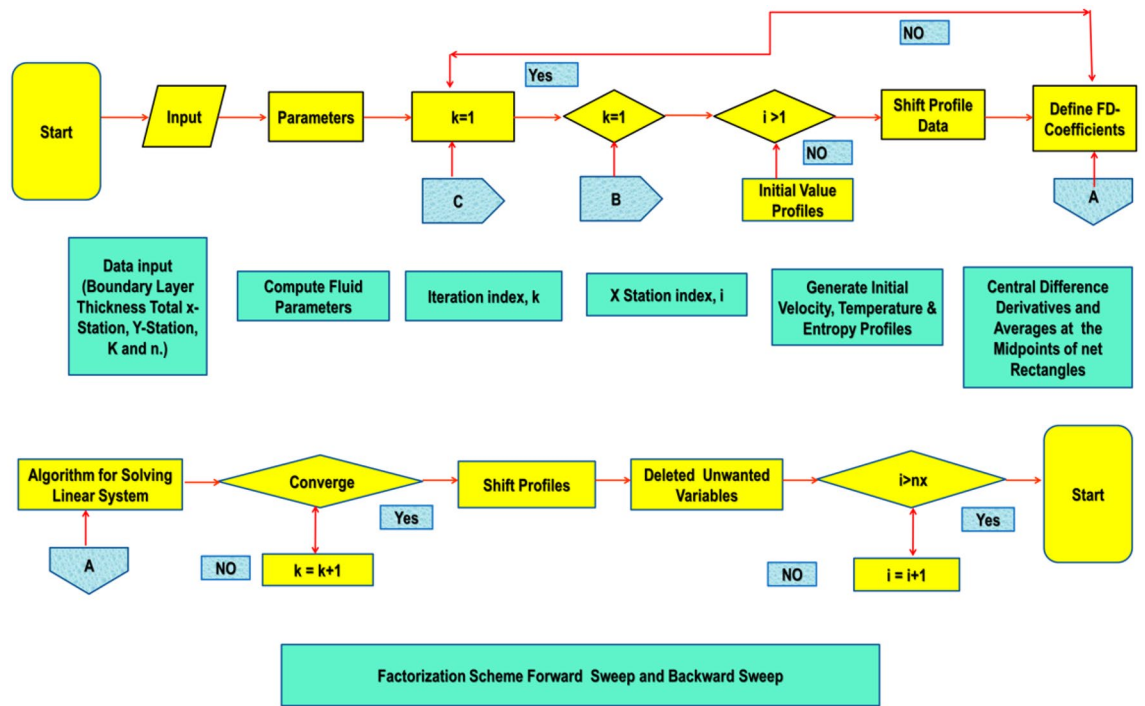 NO
Yes
Start
Input
Parameters
k=1
k=1
i >1
Shift Profile
Data
Define FD-
Coefficients
NO
C
B
Initial Value
Profiles
A
Data input
(Boundary Layer
Thickness Total x-
Station, Y-Station,
K and n.)
Compute Fluid
Parameters
Iteration index, k
X Station index, i
Generate Initial
Velocity, Temperature &
Entropy Profiles
Central Difference
Derivatives and
Averages at the
Midpoints of net
Rectangles
Algorithm for Solving
Linear System
Converge
Shift Profiles
Deleted Unwanted
Variables
i>nx
Start
Yes
Yes
A
NO
k = k+1
NO
i = i+1
Factorization Scheme Forward Sweep and Backward Sweep